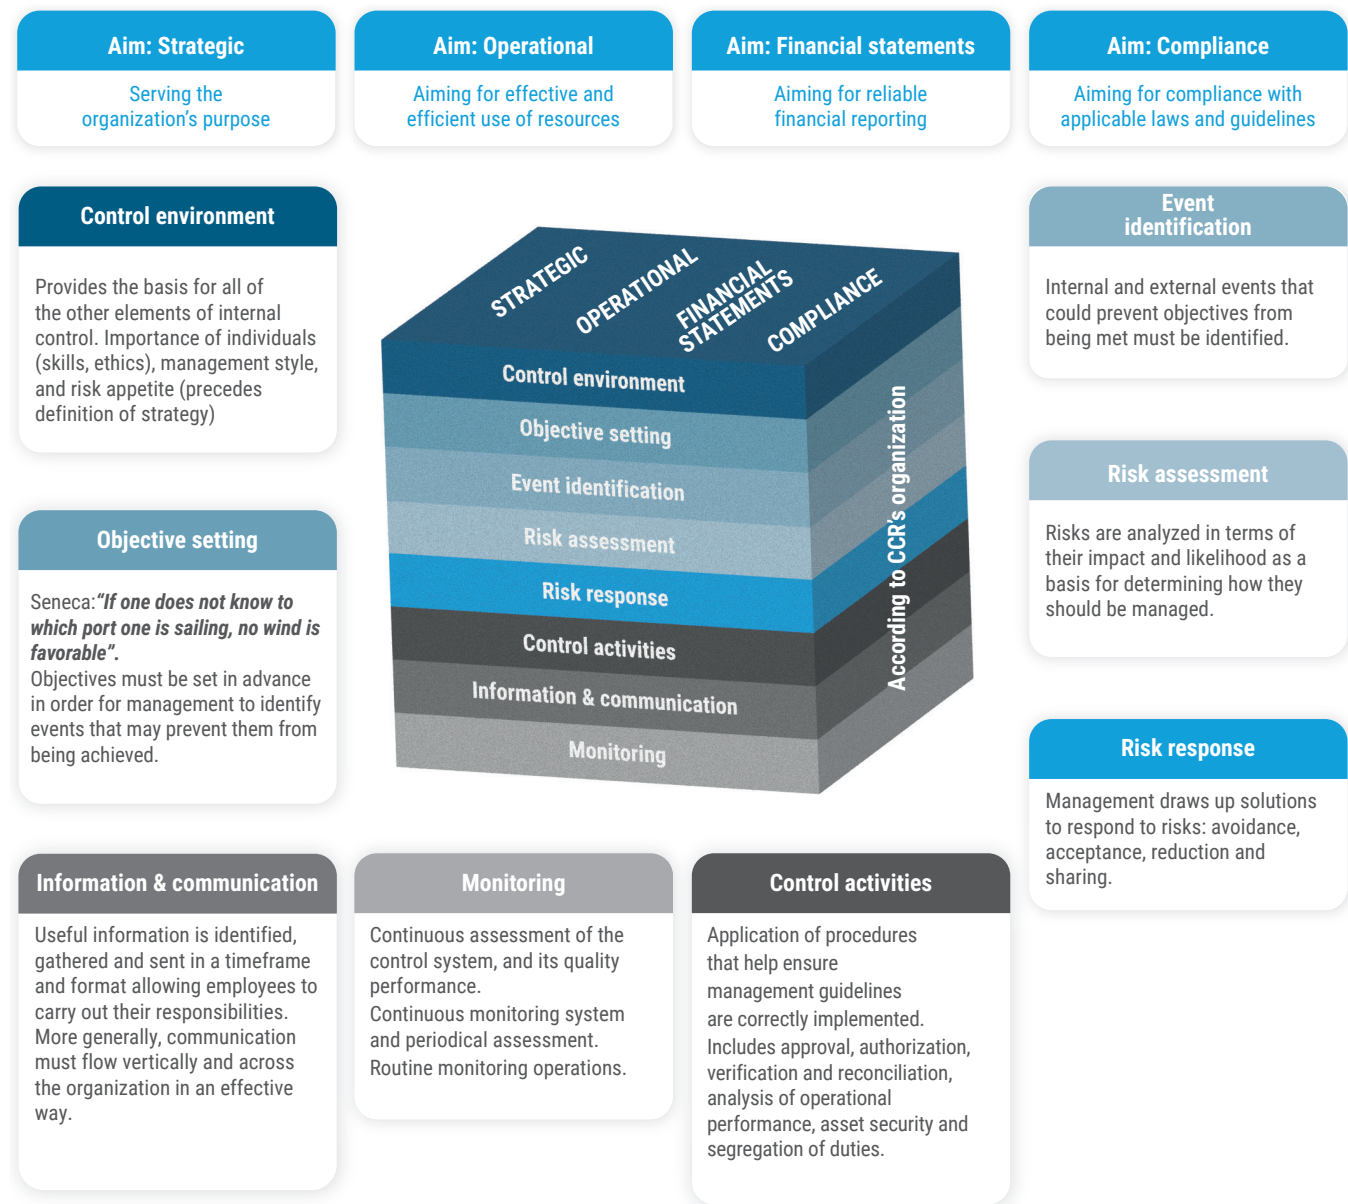 Aim: Strategic
Serving the
organization’s purpose
Aim: Operational
Aiming for effective and
efficient use of resources
Aim: Financial statements
Aiming for reliable
financial reporting
Aim: Compliance
Aiming for compliance with
applicable laws and guidelines
Control environment
Provides the basis for all of
the other elements of internal
control. Importance of individuals
(skills, ethics), management style,
and risk appetite (precedes
definition of strategy)
Objective setting
Seneca:“If one does not know to
which port one is sailing, no wind is
favorable”.
Objectives must be set in advance
in order for management to identify
events that may prevent them from
being achieved.
STRATEGIC
OPERATIONAL
FINANCIAL
STATEMENTS
COMPLIANCE
Control environment
Objective setting
Event identification
Risk assessment
Risk response
Control activities
Information & communication
Monitoring
According to CCR’s organization
Event
identification
Internal and external events that
could prevent objectives from
being met must be identified.
Risk assessment
Risks are analyzed in terms of
their impact and likelihood as a
basis for determining how they
should be managed.
Risk response
Management draws up solutions
to respond to risks: avoidance,
acceptance, reduction and
sharing.
Information & communication
Useful information is identified,
gathered and sent in a timeframe
and format allowing employees to
carry out their responsibilities.
More generally, communication
must flow vertically and across
the organization in an effective
way.
Monitoring
Continuous assessment of the
control system, and its quality
performance.
Continuous monitoring system
and periodical assessment.
Routine monitoring operations.
Control activities
Application of procedures
that help ensure
management guidelines
are correctly implemented.
Includes approval, authorization,
verification and reconciliation,
analysis of operational
performance, asset security and
segregation of duties.